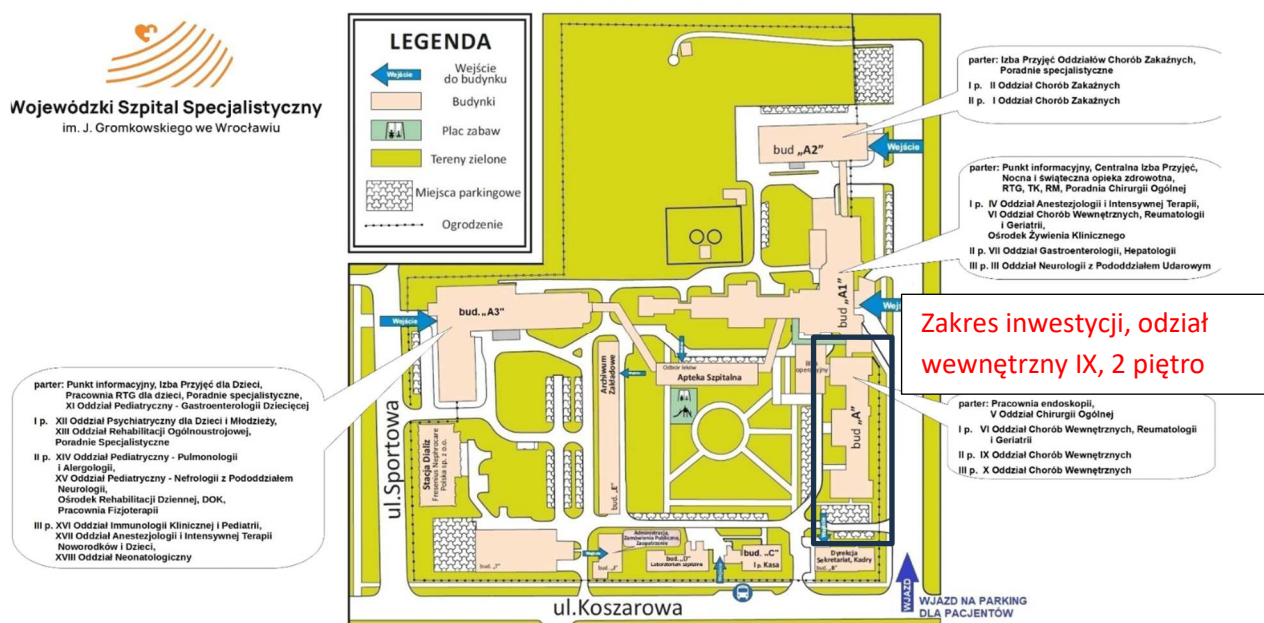 Wojewódzki Szpital Specjalistyczny
im. J. Gromkowskiego we Wrocławiu
LEGENDA
Wejście
Wejście
do budynku
Budynki
Plac zabaw
Tereny zielone
Miejsca parkingowe
Ogrodzenie
parter: Izba Przyjęć Oddziałów Chorób Zakaźnych,
Poradnie specjalistyczne
I p. II Oddział Chorób Zakaźnych
II p. I Oddział Chorób Zakaźnych
bud „A2”
Wejście
parter: Punkt informacyjny, Centralna Izba Przyjęć,
Nocna i świąteczna opieka zdrowotna,
RTG, TK, RM, Poradnia Chirurgii Ogólnej
I p. IV Oddział Anestezjologii i Intensywnej Terapii,
VI Oddział Chorób Wewnętrznych, Reumatologii
i Geriatrii,
Ośrodek Żywienia Klinicznego
II p. VII Oddział Gastroenterologii, Hepatologii
III p. III Oddział Neurologii z Pododdziałem Udarowym
bud „A1”
Zakres inwestycji, odział
wewnętrzny IX, 2 piętro
bud. „A3”
Wejście
Odbiór leków
Apteka Szpitalna
Archiwum
Zakładowe
bud. „E”
bud „A”
parter: Pracownia endoskopii,
V Oddział Chirurgii Ogólnej
I p. VI Oddział Chorób Wewnętrznych, Reumatologii
i Geriatrii
II p. IX Oddział Chorób Wewnętrznych
III p. X Oddział Chorób Wewnętrznych
parter: Punkt informacyjny, Izba Przyjęć dla Dzieci,
Pracownia RTG dla dzieci, Poradnie specjalistyczne,
XI Oddział Pediatryczny - Gastroenterologii Dziecięcej
I p. XII Oddział Psychiatryczny dla Dzieci i Młodzieży,
XIII Oddział Rehabilitacji Ogólnoustrojowej,
Poradnie Specjalistyczne
II p. XIV Oddział Pediatryczny - Pulmonologii
i Alergologii,
XV Oddział Pediatryczny - Nefrologii z Pododdziałem
Neurologii,
Ośrodek Rehabilitacji Dziennej, DOK,
Pracownia Fizjoterapii
III p. XVI Oddział Immunologii Klinicznej i Pediatrii,
XVII Oddział Anestezjologii i Intensywnej Terapii
Noworodków i Dzieci,
XVIII Oddział Neonatologiczny
ul.Sportowa
Stacja Dializ
Fresenius Nephrocare
Polska sp. z o.o.
Administracja,
Zamówienia Publiczne,
Zaopatrzenie
bud. „D”
Laboratorium Szpitalne
bud. „C”
I p. Kasa
Dyrekcja
Sekretariat, Kadry
bud. „B”
ul.Koszarowa
WJAZD
WJAZD NA PARKING
DLA PACJENTÓW